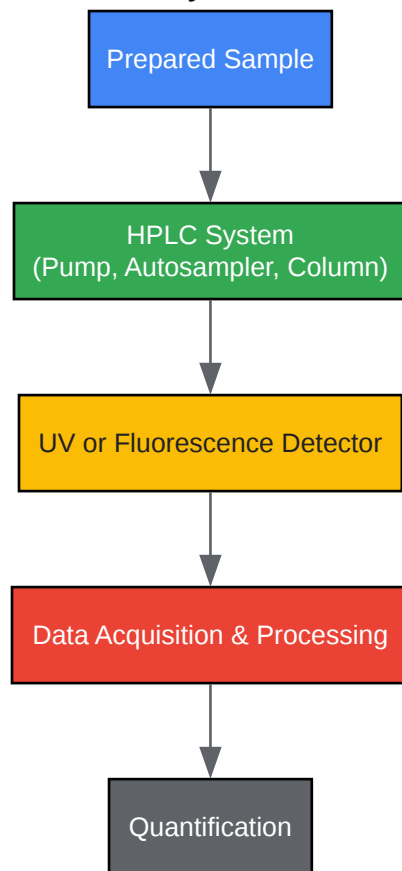 Prepared Sample
HPLC System
(Pump, Autosampler, Column)
UV or Fluorescence Detector
Data Acquisition & Processing
Quantification